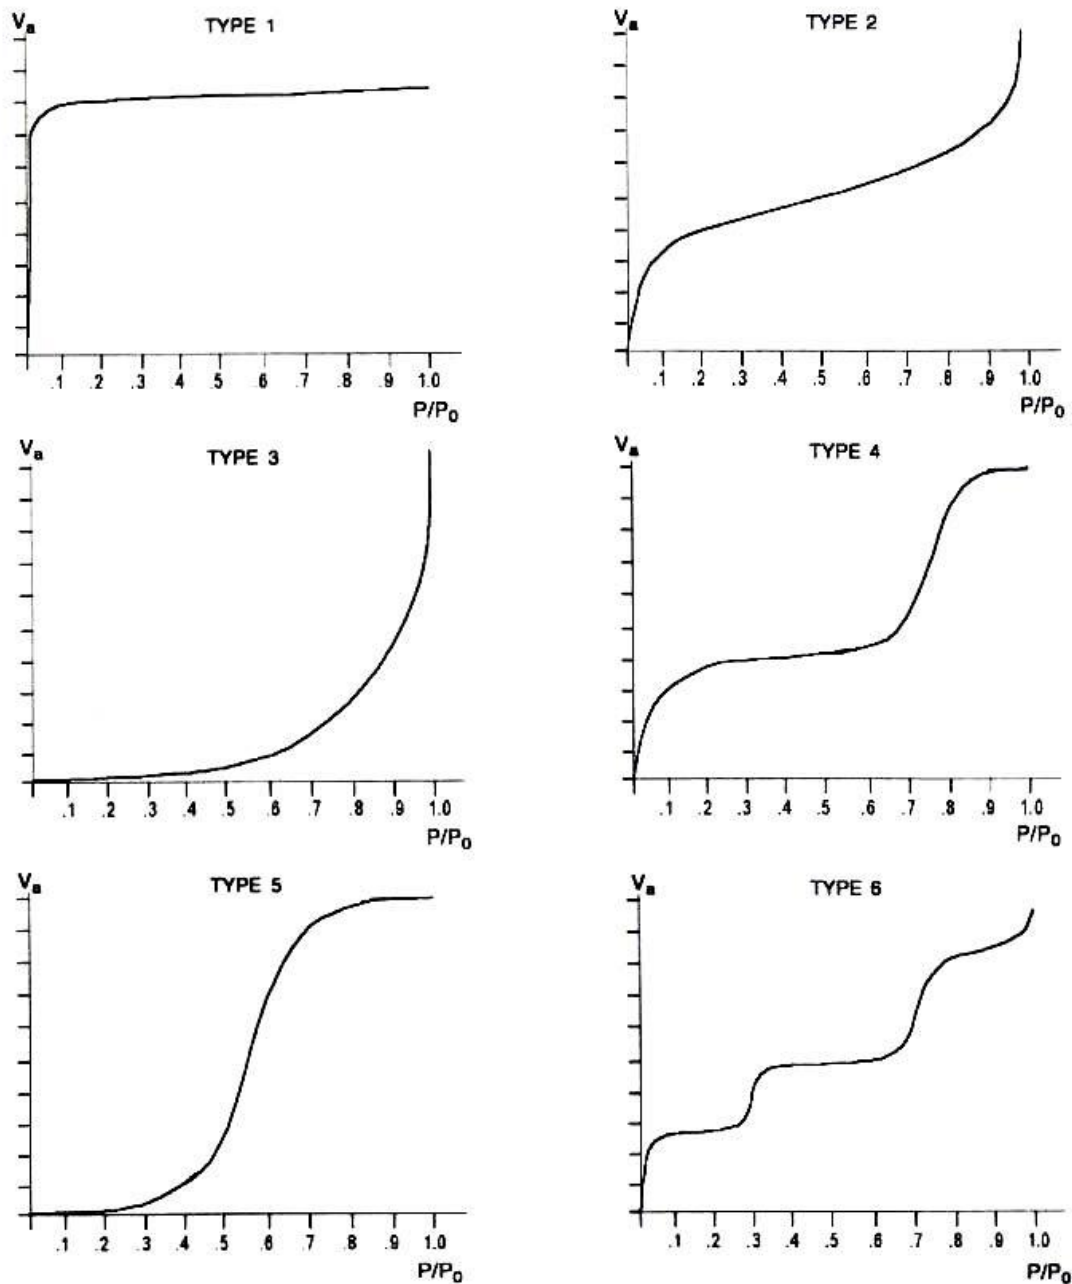 Va TYPE 1
.1 .2 .3 .4 .5 .6 .7 .8 .9 1.0
P/P0
Va TYPE 2
.1 .2 .3 .4 .5 .6 .7 .8 .9 1.0
P/P0
Va TYPE 3
.1 .2 .3 .4 .5 .6 .7 .8 .9 1.0
P/P0
Va TYPE 4
.1 .2 .3 .4 .5 .6 .7 .8 .9 1.0
P/P0
Va TYPE 5
.1 .2 .3 .4 .5 .6 .7 .8 .9 1.0
P/P0
Va TYPE 6
.1 .2 .3 .4 .5 .6 .7 .8 .9 1.0
P/P0